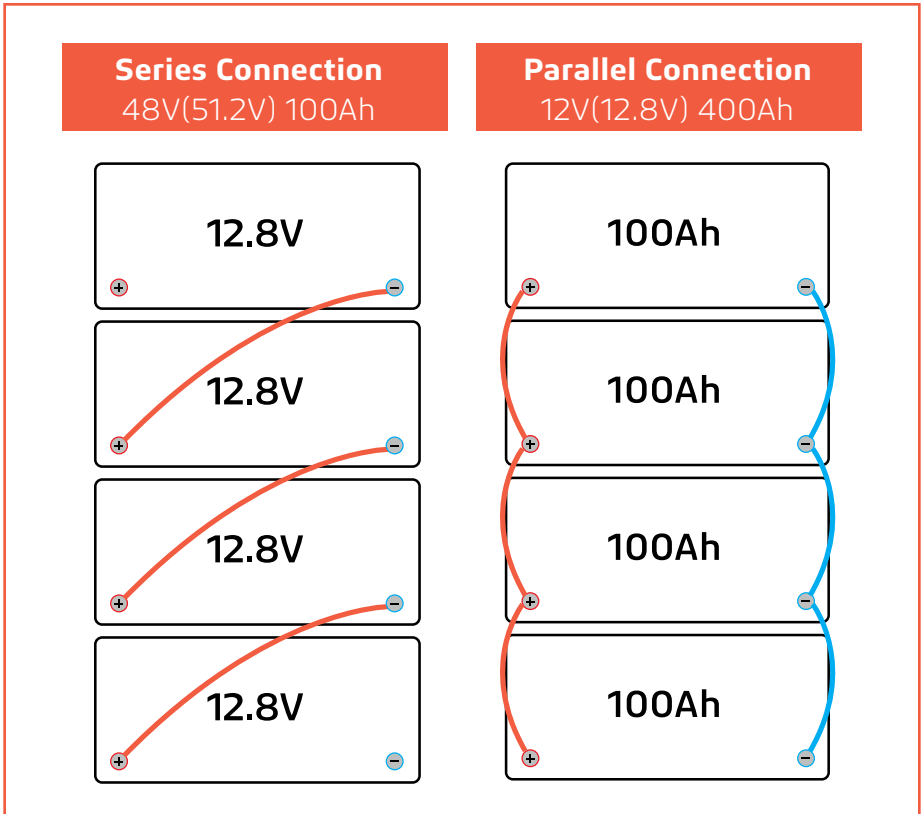 Series Connection
48V(51.2V) 100Ah
12.8V
+ −
12.8V
+ −
12.8V
+ −
12.8V
+ −
Parallel Connection
12V(12.8V) 400Ah
100Ah
+ −
100Ah
+ −
100Ah
+ −
100Ah
+ −